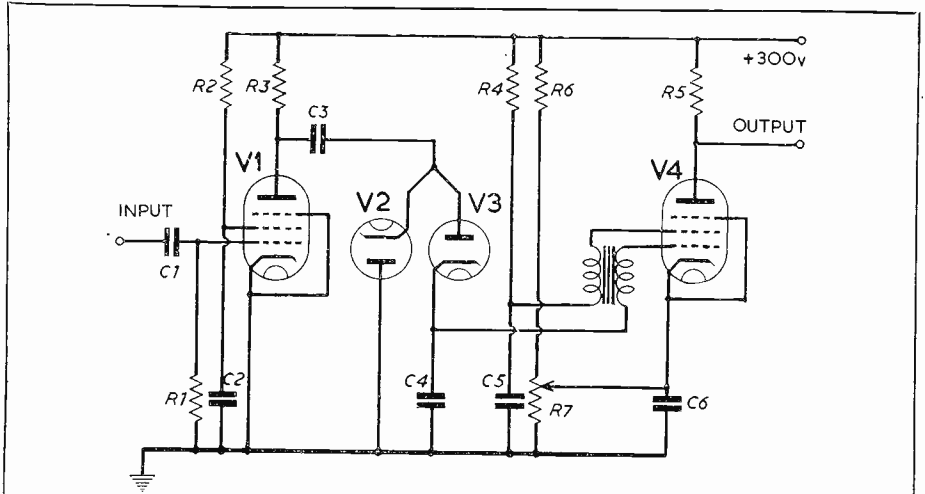 +300v
R2
R3
R4
R6
R5
C3
OUTPUT
V1
V4
V2
V3
INPUT
C1
C2
C4
C5
R1
R7
C6